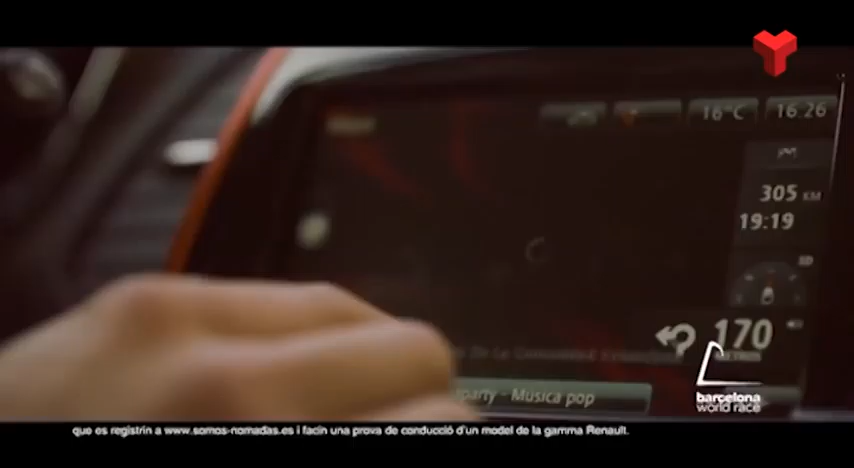 16°C 16:26
305 KM
19:19
170
party - Musica pop
barcelona
world race
que es registrin a www.somos-nomadas.es i facin una prova de conducció d'un model de la gamma Renault.